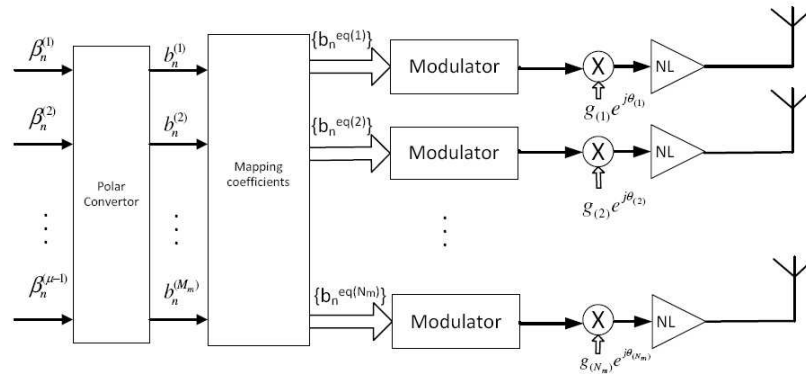 β_n^{(1)} b_n^{(1)} {b_n^{eq(1)}} Modulator X g_{(1)}e^{jθ_{(1)}} NL
β_n^{(2)} b_n^{(2)} {b_n^{eq(2)}} Modulator X g_{(2)}e^{jθ_{(2)}} NL
Polar
Convertor
Mapping
coefficients
β_n^{(μ-1)} b_n^{(M_m)} {b_n^{eq(N_m)}} Modulator X g_{(N_m)}e^{jθ_{(N_m)}} NL